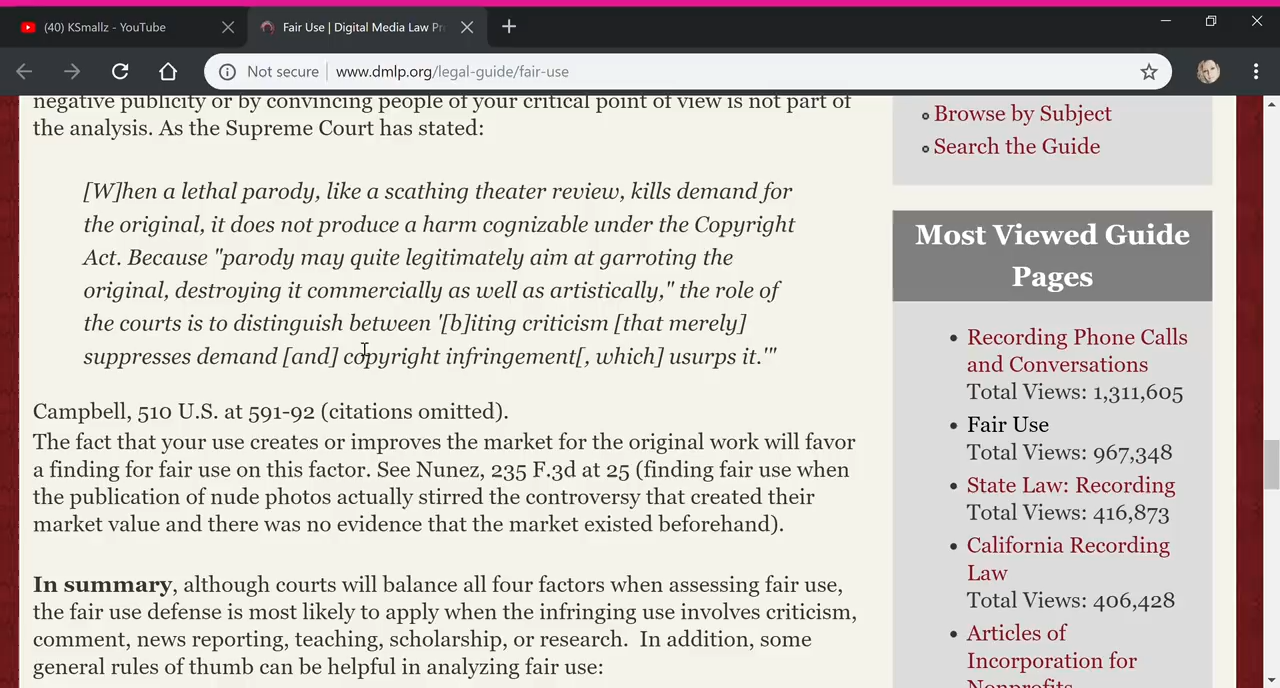 (40) KSmallz - YouTube
Fair Use | Digital Media Law Pr
Not secure
www.dmlp.org/legal-guide/fair-use
negative publicity or by convincing people of your critical point of view is not part of
the analysis. As the Supreme Court has stated:
[W]hen a lethal parody, like a scathing theater review, kills demand for
the original, it does not produce a harm cognizable under the Copyright
Act. Because "parody may quite legitimately aim at garroting the
original, destroying it commercially as well as artistically," the role of
the courts is to distinguish between '[b]iting criticism [that merely]
suppresses demand [and] copyright infringement[, which] usurps it.'"
Campbell, 510 U.S. at 591-92 (citations omitted).
The fact that your use creates or improves the market for the original work will favor
a finding for fair use on this factor. See Nunez, 235 F.3d at 25 (finding fair use when
the publication of nude photos actually stirred the controversy that created their
market value and there was no evidence that the market existed beforehand).
In summary, although courts will balance all four factors when assessing fair use,
the fair use defense is most likely to apply when the infringing use involves criticism,
comment, news reporting, teaching, scholarship, or research.  In addition, some
general rules of thumb can be helpful in analyzing fair use:
Browse by Subject
Search the Guide
Most Viewed Guide
Pages
Recording Phone Calls
and Conversations
Total Views: 1,311,605
Fair Use
Total Views: 967,348
State Law: Recording
Total Views: 416,873
California Recording
Law
Total Views: 406,428
Articles of
Incorporation for
Nonprofits